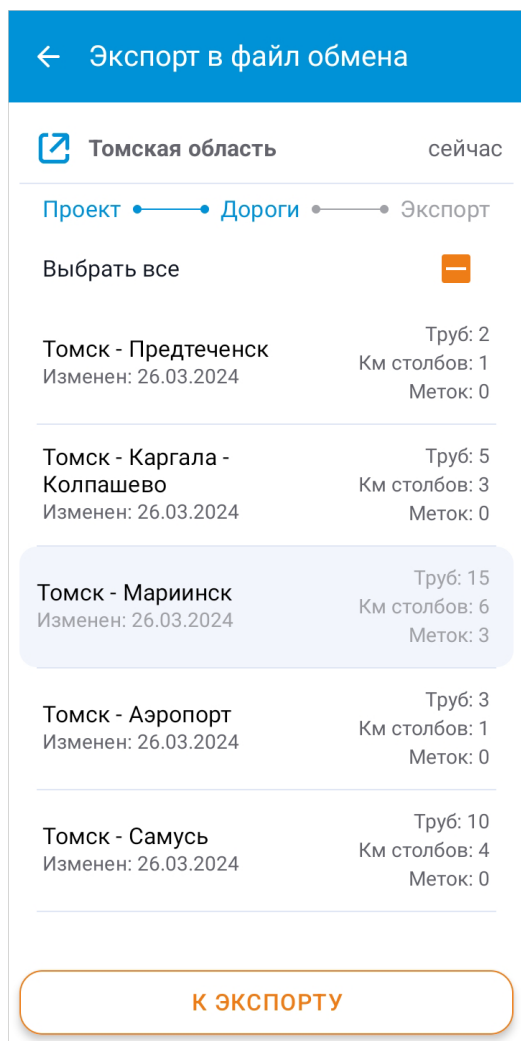 Экспорт в файл обмена
Томская область сейчас
Проект Дороги Экспорт
Выбрать все
Томск - Предтеченск
Изменен: 26.03.2024
Труб: 2
Км столбов: 1
Меток: 0
Томск - Каргала -
Колпашево
Изменен: 26.03.2024
Труб: 5
Км столбов: 3
Меток: 0
Томск - Мариинск
Изменен: 26.03.2024
Труб: 15
Км столбов: 6
Меток: 3
Томск - Аэропорт
Изменен: 26.03.2024
Труб: 3
Км столбов: 1
Меток: 0
Томск - Самусь
Изменен: 26.03.2024
Труб: 10
Км столбов: 4
Меток: 0
К ЭКСПОРТУ